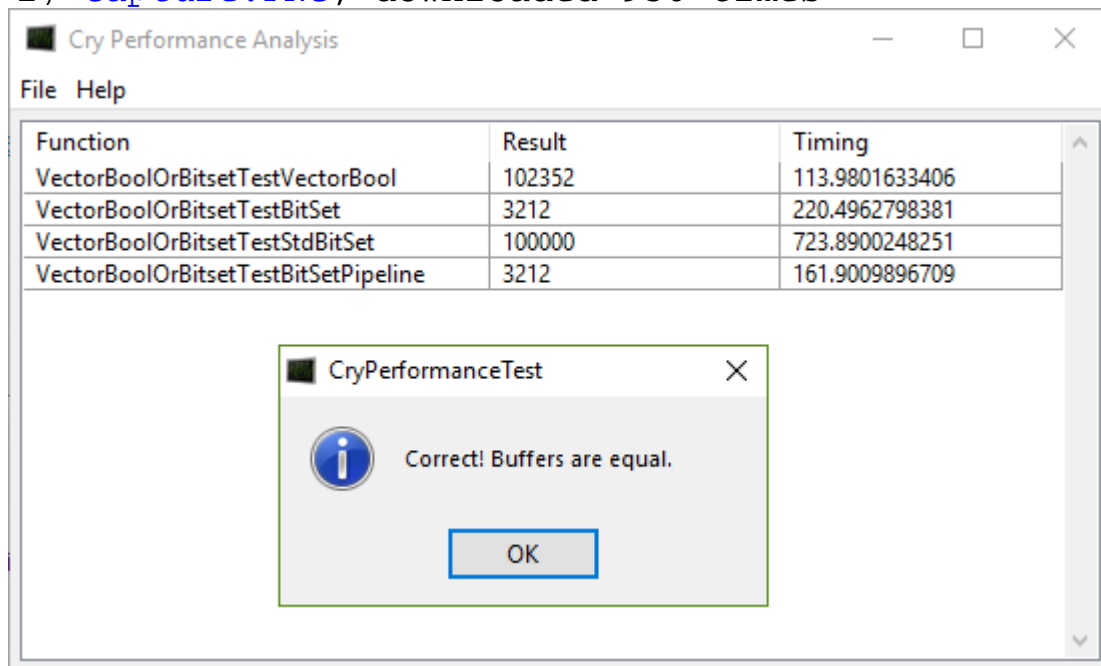 Cry Performance Analysis
File Help
Function Result Timing
VectorBoolOrBitsetTestVectorBool 102352 113.9801633406
VectorBoolOrBitsetTestBitSet 3212 220.4962798381
VectorBoolOrBitsetTestStdBitSet 100000 723.8900248251
VectorBoolOrBitsetTestBitSetPipeline 3212 161.9009896709
CryPerformanceTest
Correct! Buffers are equal.
OK